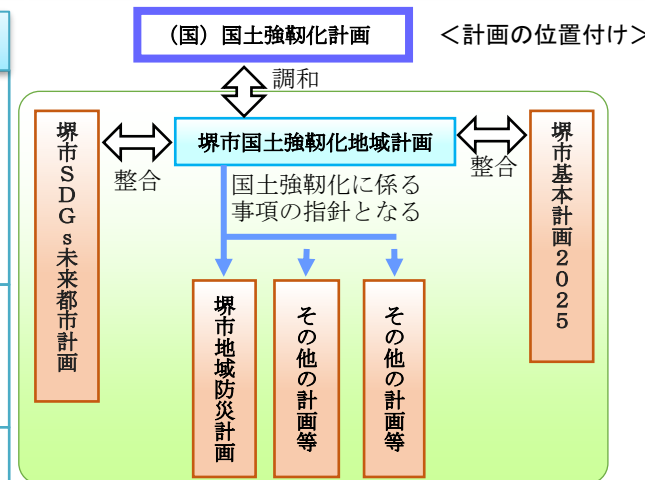 （国）国土強靱化計画
＜計画の位置付け＞
調和
堺市国土強靱化地域計画
整合
整合
堺市SDGs未来都市計画
国土強靱化に係る
事項の指針となる
堺市基本計画2025
堺市地域防災計画
その他の計画等
その他の計画等